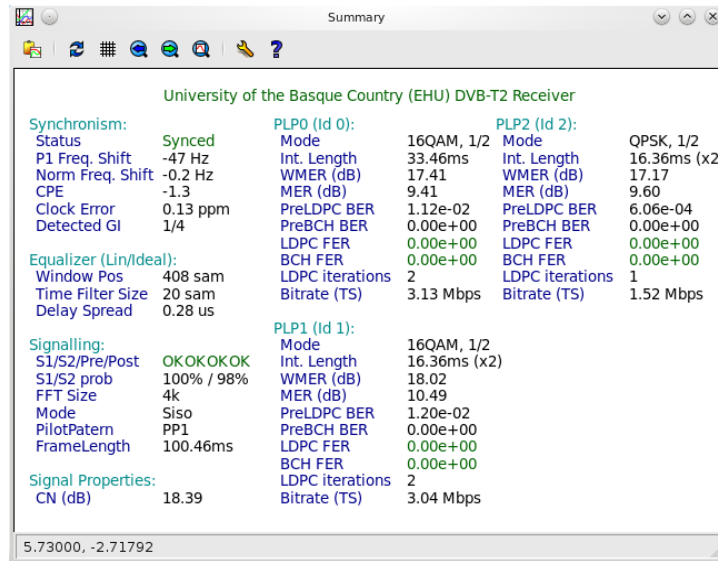 Summary
University of the Basque Country (EHU) DVB-T2 Receiver
Synchronism:
Status Synced
P1 Freq. Shift -47 Hz
Norm Freq. Shift -0.2 Hz
CPE -1.3
Clock Error 0.13 ppm
Detected GI 1/4
Equalizer (Lin/Ideal):
Window Pos 408 sam
Time Filter Size 20 sam
Delay Spread 0.28 us
Signalling:
S1/S2/Pre/Post OKOKOKOK
S1/S2 prob 100% / 98%
FFT Size 4k
Mode Siso
PilotPatern PP1
FrameLength 100.46ms
Signal Properties:
CN (dB) 18.39
PLP0 (Id 0):
Mode 16QAM, 1/2
Int. Length 33.46ms
WMER (dB) 17.41
MER (dB) 9.41
PreLDPC BER 1.12e-02
PreBCH BER 0.00e+00
LDPC FER 0.00e+00
BCH FER 0.00e+00
LDPC iterations 2
Bitrate (TS) 3.13 Mbps
PLP1 (Id 1):
Mode 16QAM, 1/2
Int. Length 16.36ms (x2)
WMER (dB) 18.02
MER (dB) 10.49
PreLDPC BER 1.20e-02
PreBCH BER 0.00e+00
LDPC FER 0.00e+00
BCH FER 0.00e+00
LDPC iterations 2
Bitrate (TS) 3.04 Mbps
PLP2 (Id 2):
Mode QPSK, 1/2
Int. Length 16.36ms (x2
WMER (dB) 17.17
MER (dB) 9.60
PreLDPC BER 6.06e-04
PreBCH BER 0.00e+00
LDPC FER 0.00e+00
BCH FER 0.00e+00
LDPC iterations 1
Bitrate (TS) 1.52 Mbps
5.73000, -2.71792